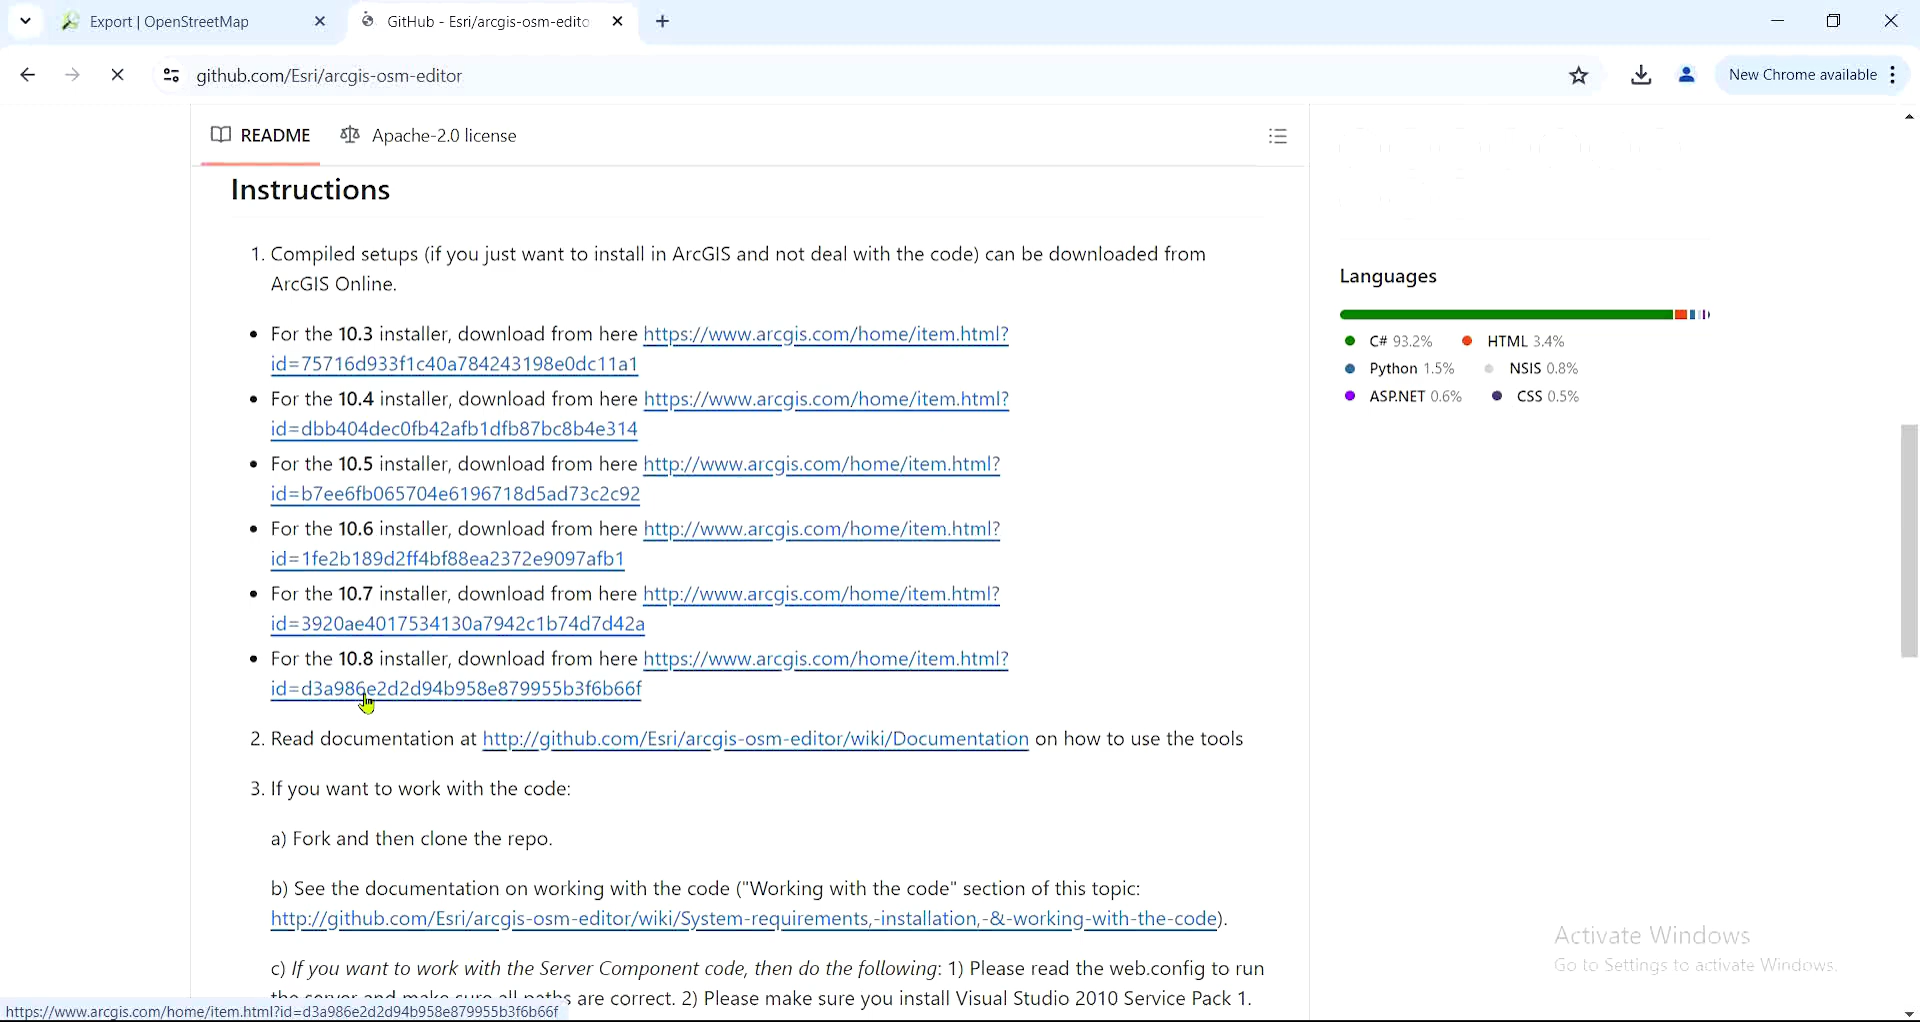 Export | OpenStreetMap
GitHub - Esri/arcgis-osm-edito
github.com/Esri/arcgis-osm-editor
New Chrome available
README
Apache-2.0 license
Instructions
1. Compiled setups (if you just want to install in ArcGIS and not deal with the code) can be downloaded from
ArcGIS Online.
• For the 10.3 installer, download from here https://www.arcgis.com/home/item.html?
id=75716d933f1c40a784243198e0dc11a1
• For the 10.4 installer, download from here https://www.arcgis.com/home/item.html?
id=dbb404dec0fb42afb1dfb87bc8b4e314
• For the 10.5 installer, download from here http://www.arcgis.com/home/item.html?
id=b7ee6fb065704e6196718d5ad73c2c92
• For the 10.6 installer, download from here http://www.arcgis.com/home/item.html?
id=1fe2b189d2ff4bf88ea2372e9097afb1
• For the 10.7 installer, download from here http://www.arcgis.com/home/item.html?
id=3920ae4017534130a7942c1b74d7d42a
• For the 10.8 installer, download from here https://www.arcgis.com/home/item.html?
id=d3a986e2d2d94b958e879955b3f6b66f
2. Read documentation at http://github.com/Esri/arcgis-osm-editor/wiki/Documentation on how to use the tools
3. If you want to work with the code:
a) Fork and then clone the repo.
b) See the documentation on working with the code ("Working with the code" section of this topic:
http://github.com/Esri/arcgis-osm-editor/wiki/System-requirements,-installation,-&-working-with-the-code).
c) If you want to work with the Server Component code, then do the following: 1) Please read the web.config to run
the server and make sure all paths are correct. 2) Please make sure you install Visual Studio 2010 Service Pack 1.
Languages
C# 93.2% HTML 3.4%
Python 1.5% NSIS 0.8%
ASP.NET 0.6% CSS 0.5%
Activate Windows
Go to Settings to activate Windows.
https://www.arcgis.com/home/item.html?id=d3a986e2d2d94b958e879955b3f6b66f